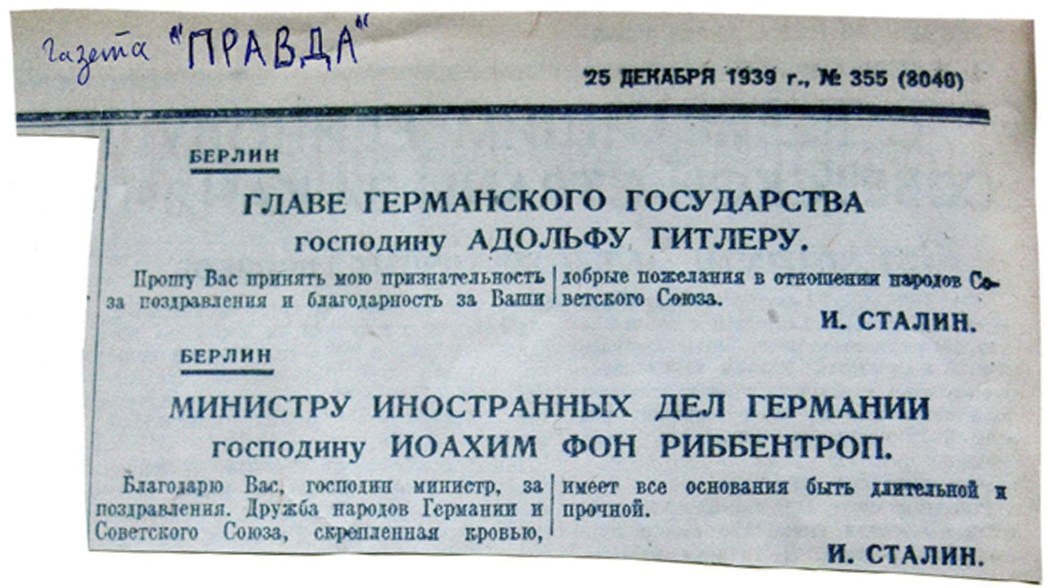 Газета "ПРАВДА"
25 ДЕКАБРЯ 1939 г., № 355 (8040)
БЕРЛИН
ГЛАВЕ ГЕРМАНСКОГО ГОСУДАРСТВА
господину АДОЛЬФУ ГИТЛЕРУ.
Прошу Вас принять мою признательность
за поздравления и благодарность за Ваши
добрые пожелания в отношении народов Со-
ветского Союза.
И. СТАЛИН.
БЕРЛИН
МИНИСТРУ ИНОСТРАННЫХ ДЕЛ ГЕРМАНИИ
господину ИОАХИМ ФОН РИББЕНТРОП.
Благодарю Вас, господин министр, за
поздравления. Дружба народов Германии и
Советского Союза, скрепленная кровью,
имеет все основания быть длительной и
прочной.
И. СТАЛИН.